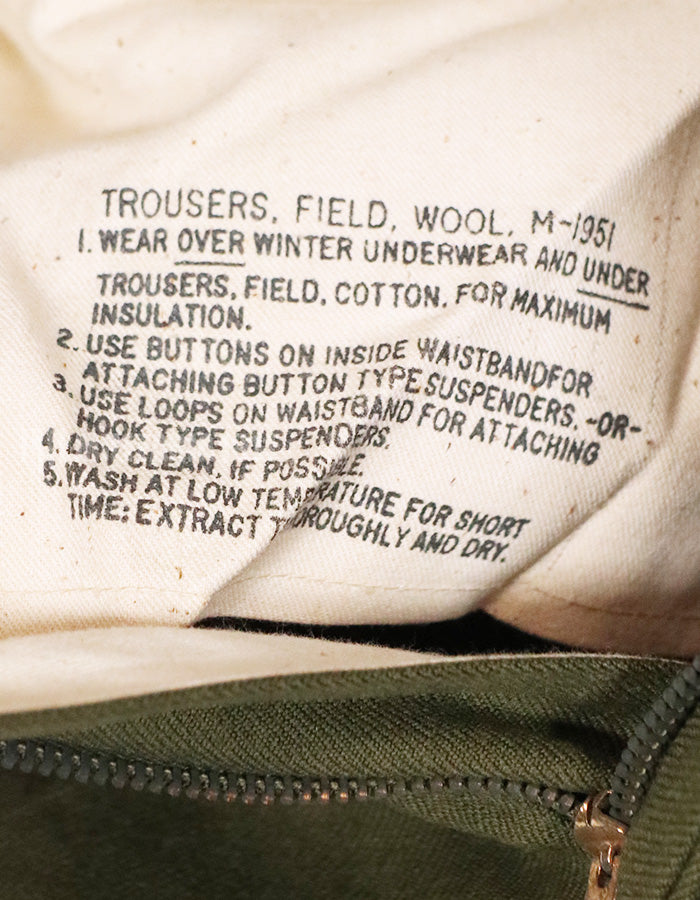 TROUSERS, FIELD, WOOL, M-1951
1. WEAR OVER WINTER UNDERWEAR AND UNDER
TROUSERS, FIELD, COTTON, FOR MAXIMUM
INSULATION.
2. USE BUTTONS ON INSIDE WAISTBANDFOR
ATTACHING BUTTON TYPE SUSPENDERS. -OR-
3. USE LOOPS ON WAISTBAND FOR ATTACHING
HOOK TYPE SUSPENDERS.
4. DRY CLEAN, IF POSSIBLE.
5. WASH AT LOW TEMPERATURE FOR SHORT
TIME: EXTRACT THOROUGHLY AND DRY.